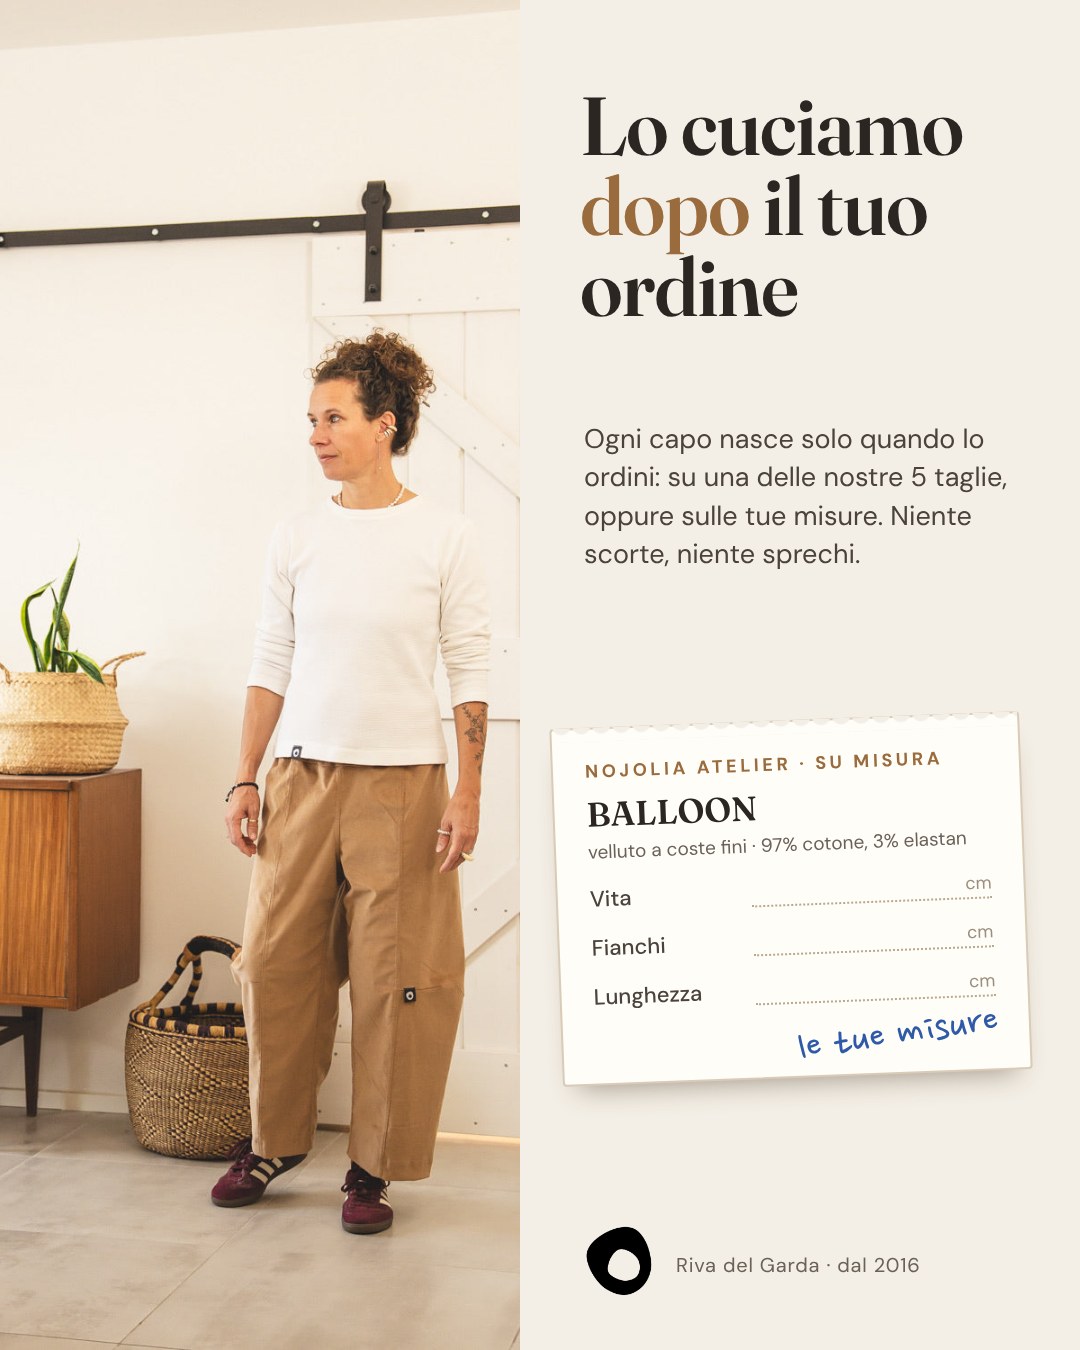 Lo cuciamo
dopo il tuo
ordine
Ogni capo nasce solo quando lo
ordini: su una delle nostre 5 taglie,
oppure sulle tue misure. Niente
scorte, niente sprechi.
NOJOLIA ATELIER · SU MISURA
BALLOON
velluto a coste fini · 97% cotone, 3% elastan
Vita cm
Fianchi cm
Lunghezza cm
le tue misure
Riva del Garda · dal 2016